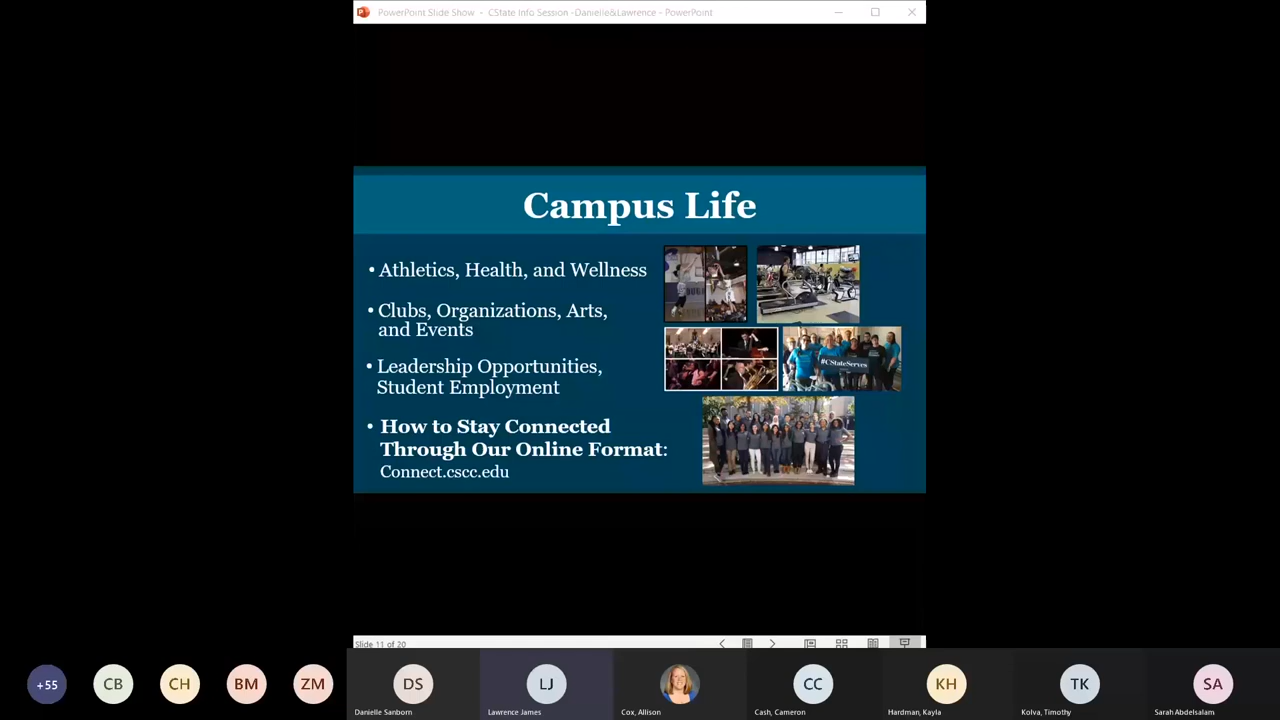 PowerPoint Slide Show - CState Info Session -Danielle&Lawrence - PowerPoint
Campus Life
• Athletics, Health, and Wellness
• Clubs, Organizations, Arts,
and Events
• Leadership Opportunities,
Student Employment
• How to Stay Connected
Through Our Online Format:
Connect.cscc.edu
#CStateServes
Slide 11 of 20
+55
CB
CH
BM
ZM
DS
LJ
CC
KH
TK
SA
Danielle Sanborn
Lawrence James
Cox, Allison
Cash, Cameron
Hardman, Kayla
Kolva, Timothy
Sarah Abdelsalam